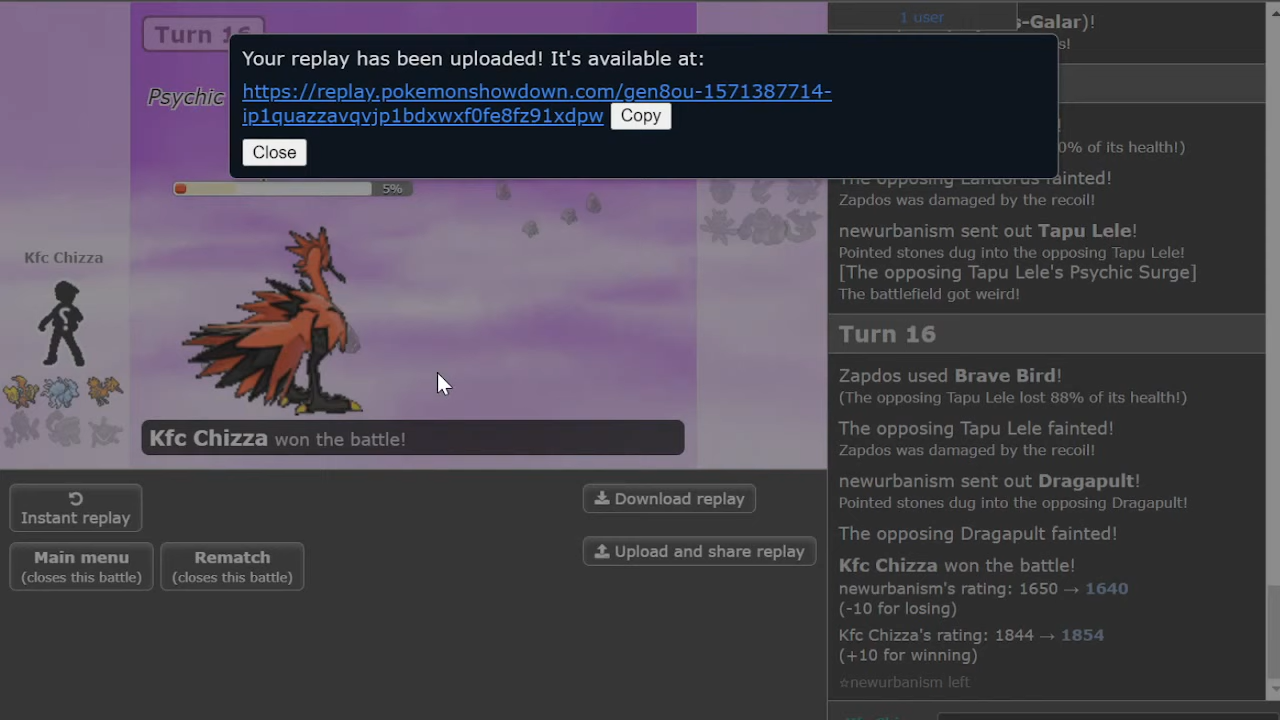 Turn 16
Your replay has been uploaded! It's available at:
https://replay.pokemonshowdown.com/gen8ou-1571387714-
ip1quazzavqvjp1bdxwxf0fe8fz91xdpw Copy
Close
Psychic
5%
Kfc Chizza
?
Kfc Chizza won the battle!
Instant replay
Main menu
(closes this battle)
Rematch
(closes this battle)
Download replay
Upload and share replay
1 user
s-Galar)!
0% of its health!)
The opposing Landorus fainted!
Zapdos was damaged by the recoil!
newurbanism sent out Tapu Lele!
Pointed stones dug into the opposing Tapu Lele!
[The opposing Tapu Lele's Psychic Surge]
The battlefield got weird!
Turn 16
Zapdos used Brave Bird!
(The opposing Tapu Lele lost 88% of its health!)
The opposing Tapu Lele fainted!
Zapdos was damaged by the recoil!
newurbanism sent out Dragapult!
Pointed stones dug into the opposing Dragapult!
The opposing Dragapult fainted!
Kfc Chizza won the battle!
newurbanism's rating: 1650 → 1640
(-10 for losing)
Kfc Chizza's rating: 1844 → 1854
(+10 for winning)
☆newurbanism left